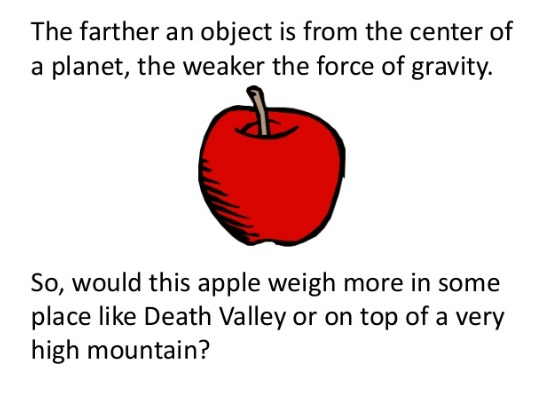 The farther an object is from the center of
a planet, the weaker the force of gravity.
So, would this apple weigh more in some
place like Death Valley or on top of a very
high mountain?